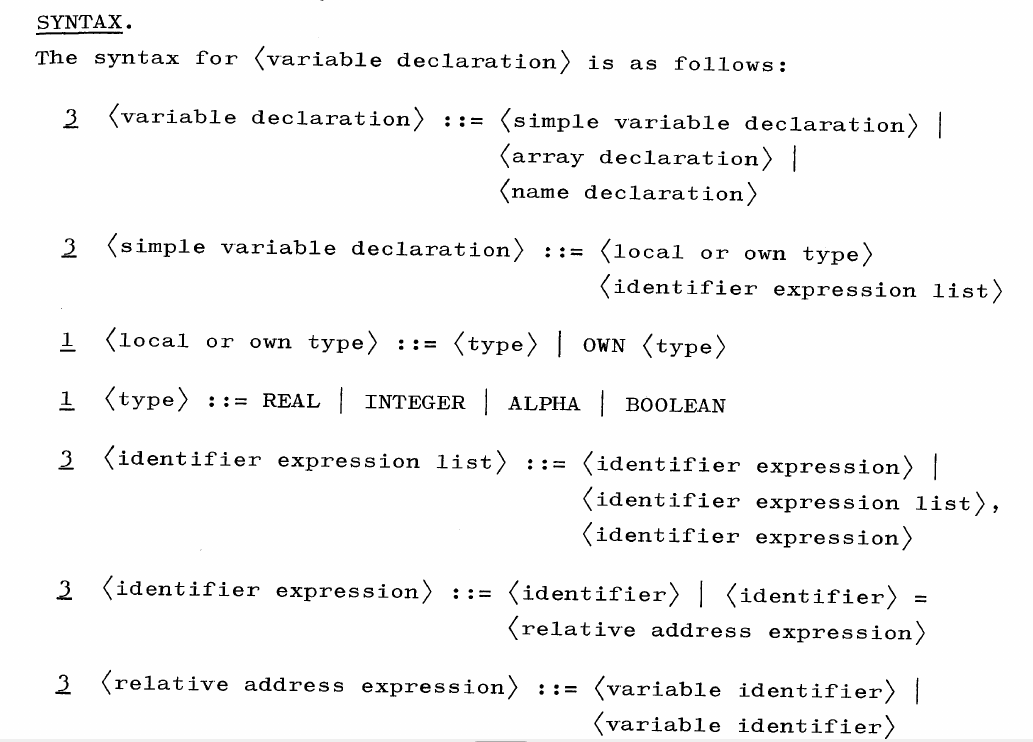 SYNTAX.
The syntax for ⟨variable declaration⟩ is as follows:
3 ⟨variable declaration⟩ ::= ⟨simple variable declaration⟩ |
⟨array declaration⟩ |
⟨name declaration⟩
3 ⟨simple variable declaration⟩ ::= ⟨local or own type⟩
⟨identifier expression list⟩
1 ⟨local or own type⟩ ::= ⟨type⟩ | OWN ⟨type⟩
1 ⟨type⟩ ::= REAL | INTEGER | ALPHA | BOOLEAN
3 ⟨identifier expression list⟩ ::= ⟨identifier expression⟩ |
⟨identifier expression list⟩,
⟨identifier expression⟩
3 ⟨identifier expression⟩ ::= ⟨identifier⟩ | ⟨identifier⟩ =
⟨relative address expression⟩
3 ⟨relative address expression⟩ ::= ⟨variable identifier⟩ |
⟨variable identifier⟩